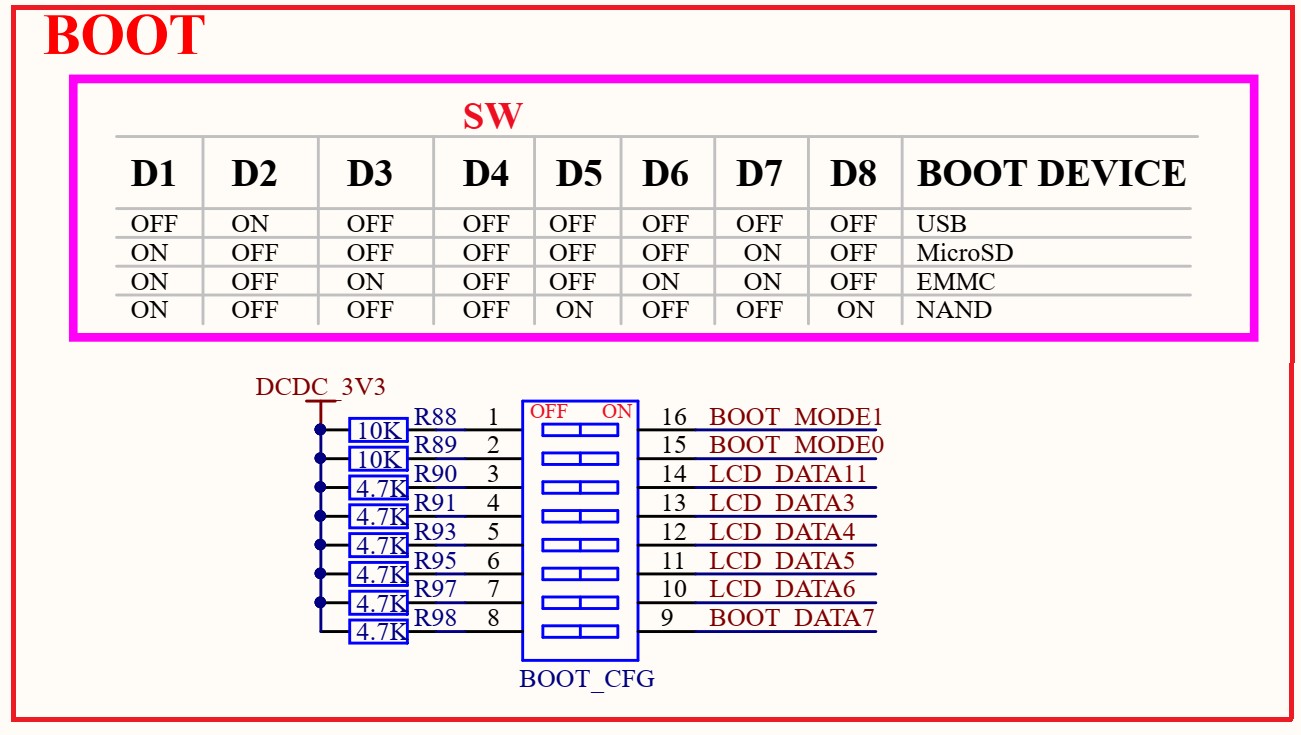 BOOT
SW
D1 D2 D3 D4 D5 D6 D7 D8 BOOT DEVICE
OFF ON OFF OFF OFF OFF OFF OFF USB
ON OFF OFF OFF OFF OFF ON OFF MicroSD
ON OFF ON OFF OFF ON ON OFF EMMC
ON OFF OFF OFF ON OFF OFF ON NAND
DCDC_3V3
OFF ON
10K R88 1 16 BOOT_MODE1
10K R89 2 15 BOOT_MODE0
4.7K R90 3 14 LCD_DATA11
4.7K R91 4 13 LCD_DATA3
4.7K R93 5 12 LCD_DATA4
4.7K R95 6 11 LCD_DATA5
4.7K R97 7 10 LCD_DATA6
4.7K R98 8 9 BOOT_DATA7
BOOT_CFG